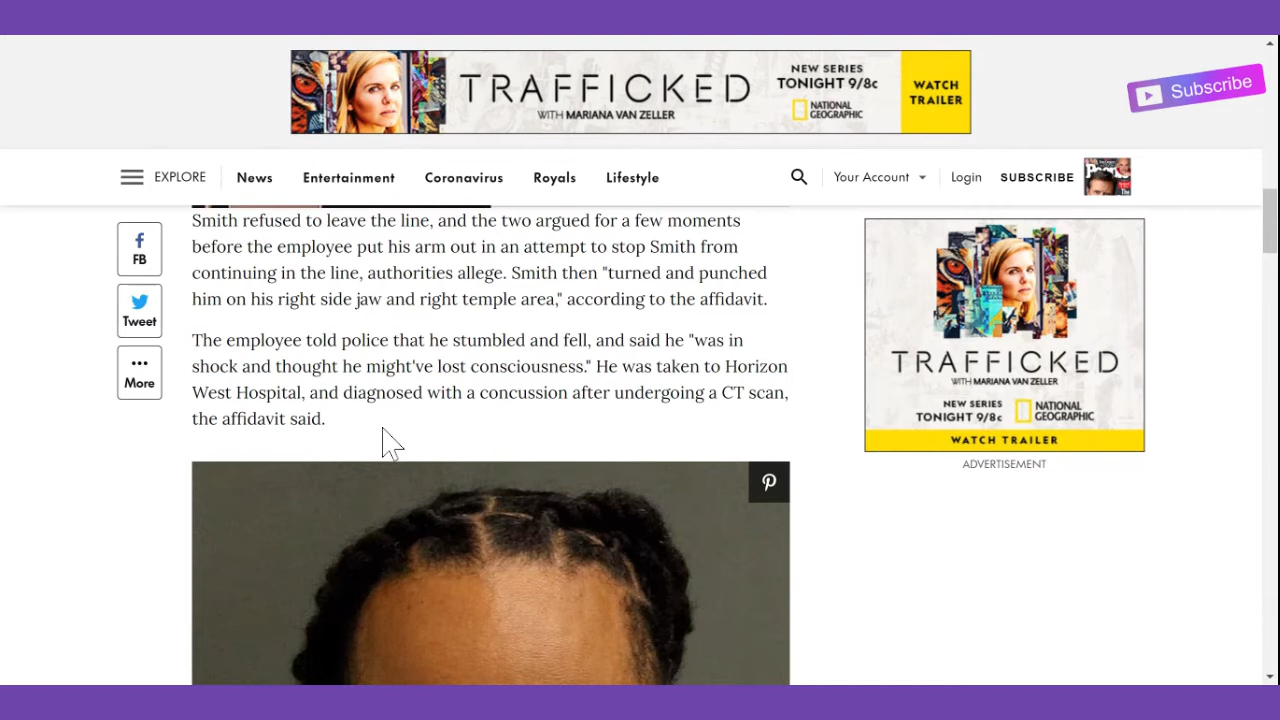 TRAFFICKED
WITH MARIANA VAN ZELLER
NEW SERIES
TONIGHT 9/8c
NATIONAL
GEOGRAPHIC
WATCH
TRAILER
Subscribe
EXPLORE
News
Entertainment
Coronavirus
Royals
Lifestyle
Your Account
Login
SUBSCRIBE
People
FB
Tweet
More
Smith refused to leave the line, and the two argued for a few moments
before the employee put his arm out in an attempt to stop Smith from
continuing in the line, authorities allege. Smith then "turned and punched
him on his right side jaw and right temple area," according to the affidavit.
The employee told police that he stumbled and fell, and said he "was in
shock and thought he might've lost consciousness." He was taken to Horizon
West Hospital, and diagnosed with a concussion after undergoing a CT scan,
the affidavit said.
TRAFFICKED
WITH MARIANA VAN ZELLER
NEW SERIES
TONIGHT 9/8c
NATIONAL
GEOGRAPHIC
WATCH TRAILER
ADVERTISEMENT